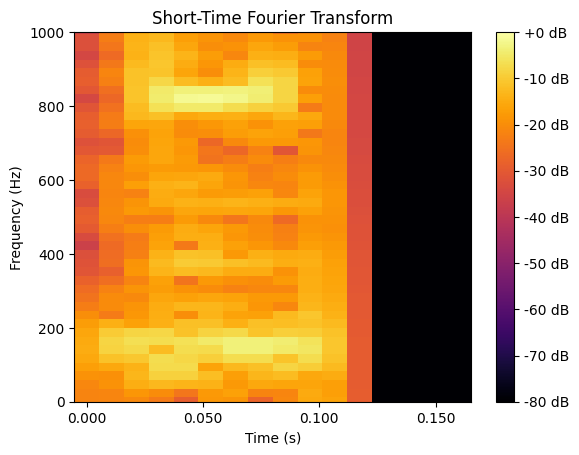 Short-Time Fourier Transform
1000
800
600
400
200
0
Frequency (Hz)
0.000
0.050
0.100
0.150
Time (s)
+0 dB
-10 dB
-20 dB
-30 dB
-40 dB
-50 dB
-60 dB
-70 dB
-80 dB